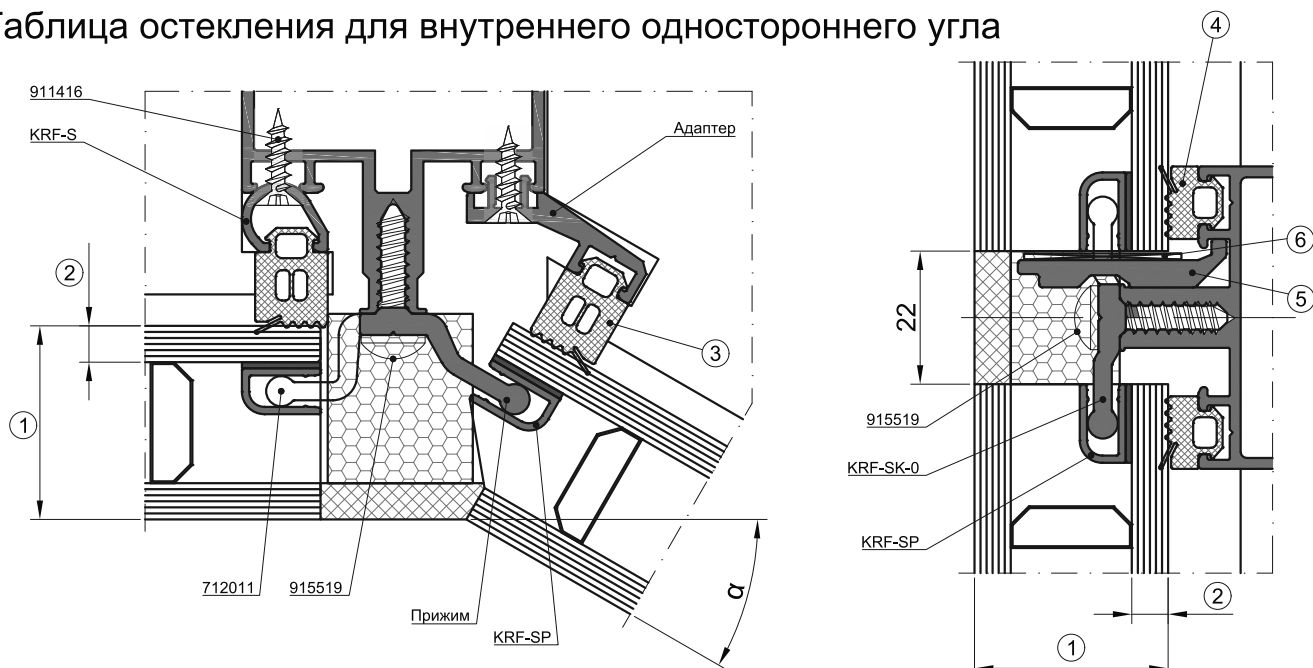 Таблица остекления для внутреннего одностороннего угла
911416
KRF-S
Адаптер
2
3
1
712011
915519
Прижим
KRF-SP
α
4
6
5
22
915519
KRF-SK-0
KRF-SP
2
1